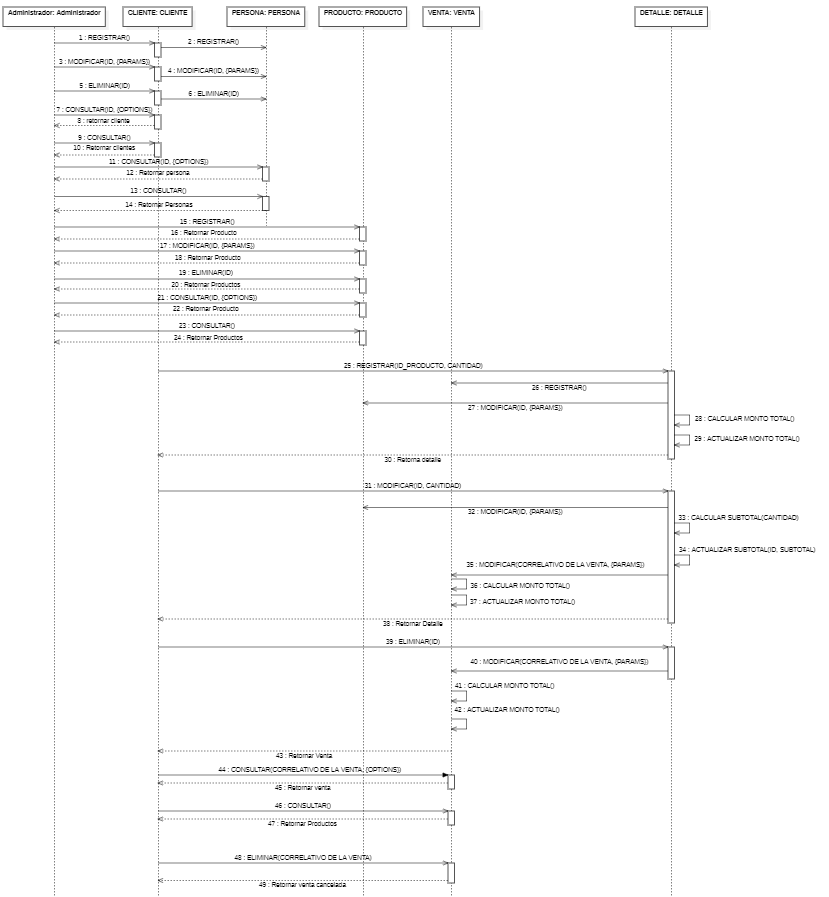 Administrador: Administrador
CLIENTE: CLIENTE
PERSONA: PERSONA
PRODUCTO: PRODUCTO
VENTA: VENTA
DETALLE: DETALLE
1 : REGISTRAR()
2 : REGISTRAR()
3 : MODIFICAR(ID, {PARAMS})
4 : MODIFICAR(ID, {PARAMS})
5 : ELIMINAR(ID)
6 : ELIMINAR(ID)
7 : CONSULTAR(ID, {OPTIONS})
8 : retornar cliente
9 : CONSULTAR()
10 : Retornar clientes
11 : CONSULTAR(ID, {OPTIONS})
12 : Retornar persona
13 : CONSULTAR()
14 : Retornar Personas
15 : REGISTRAR()
16 : Retornar Producto
17 : MODIFICAR(ID, {PARAMS})
18 : Retornar Producto
19 : ELIMINAR(ID)
20 : Retornar Productos
21 : CONSULTAR(ID, {OPTIONS})
22 : Retornar Producto
23 : CONSULTAR()
24 : Retornar Productos
25 : REGISTRAR(ID_PRODUCTO, CANTIDAD)
26 : REGISTRAR()
27 : MODIFICAR(ID, {PARAMS})
28 : CALCULAR MONTO TOTAL()
29 : ACTUALIZAR MONTO TOTAL()
30 : Retorna detalle
31 : MODIFICAR(ID, CANTIDAD)
32 : MODIFICAR(ID, {PARAMS})
33 : CALCULAR SUBTOTAL(CANTIDAD)
34 : ACTUALIZAR SUBTOTAL(ID, SUBTOTAL)
35 : MODIFICAR(CORRELATIVO DE LA VENTA, {PARAMS})
36 : CALCULAR MONTO TOTAL()
37 : ACTUALIZAR MONTO TOTAL()
38 : Retornar Detalle
39 : ELIMINAR(ID)
40 : MODIFICAR(CORRELATIVO DE LA VENTA, {PARAMS})
41 : CALCULAR MONTO TOTAL()
42 : ACTUALIZAR MONTO TOTAL()
43 : Retornar Venta
44 : CONSULTAR(CORRELATIVO DE LA VENTA, {OPTIONS})
45 : Retornar venta
46 : CONSULTAR()
47 : Retornar Productos
48 : ELIMINAR(CORRELATIVO DE LA VENTA)
49 : Retornar venta cancelada